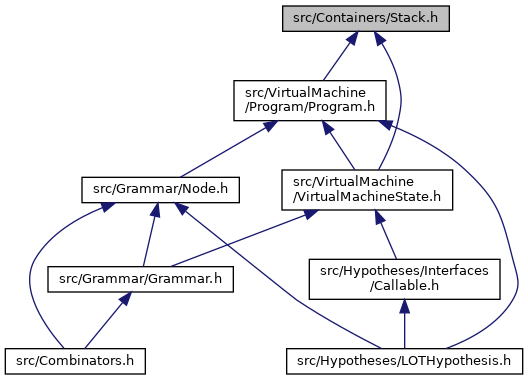 src/Containers/Stack.h
src/VirtualMachine
/Program/Program.h
src/Grammar/Node.h
src/VirtualMachine
/VirtualMachineState.h
src/Grammar/Grammar.h
src/Hypotheses/Interfaces
/Callable.h
src/Combinators.h
src/Hypotheses/LOTHypothesis.h